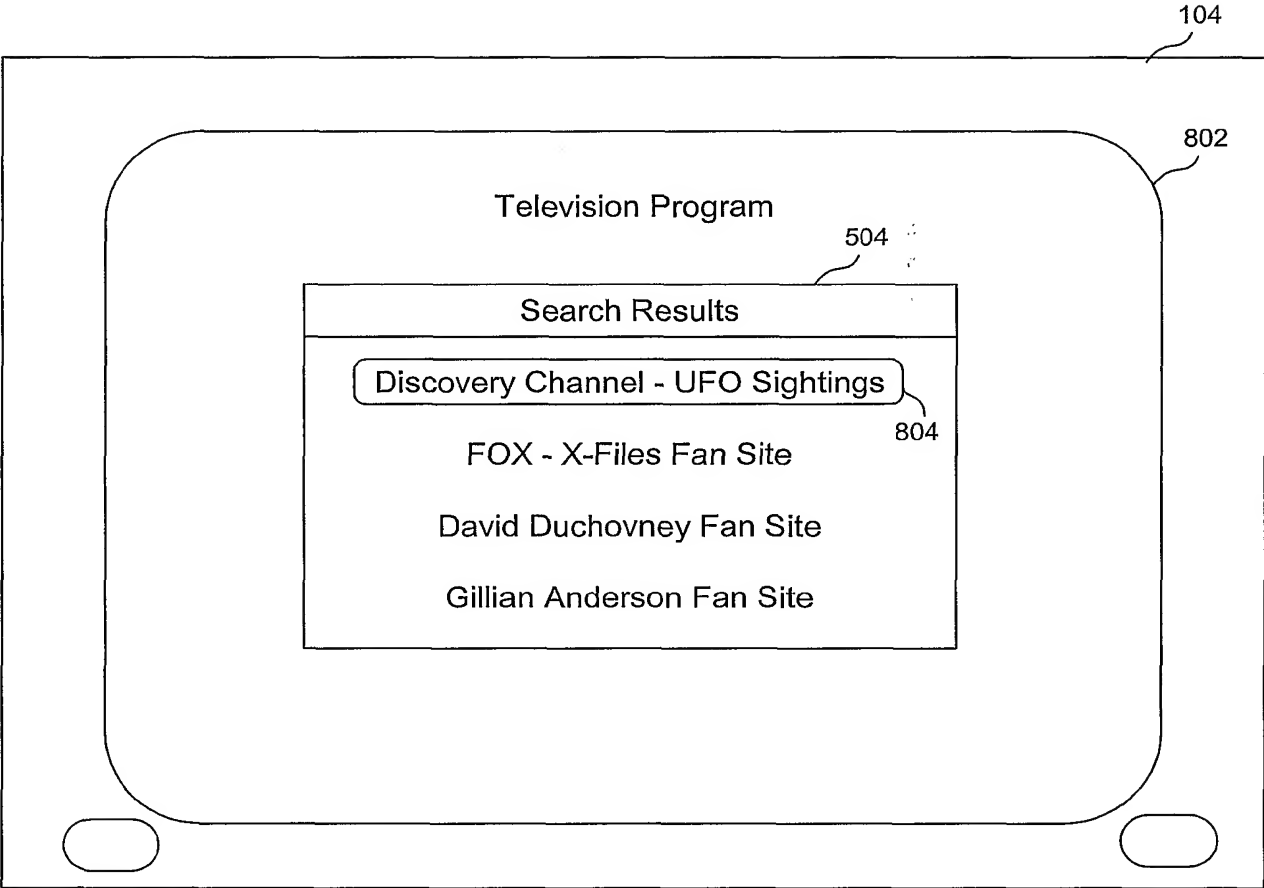 104
802
Television Program
504
Search Results
Discovery Channel - UFO Sightings
804
FOX - X-Files Fan Site
David Duchovney Fan Site
Gillian Anderson Fan Site